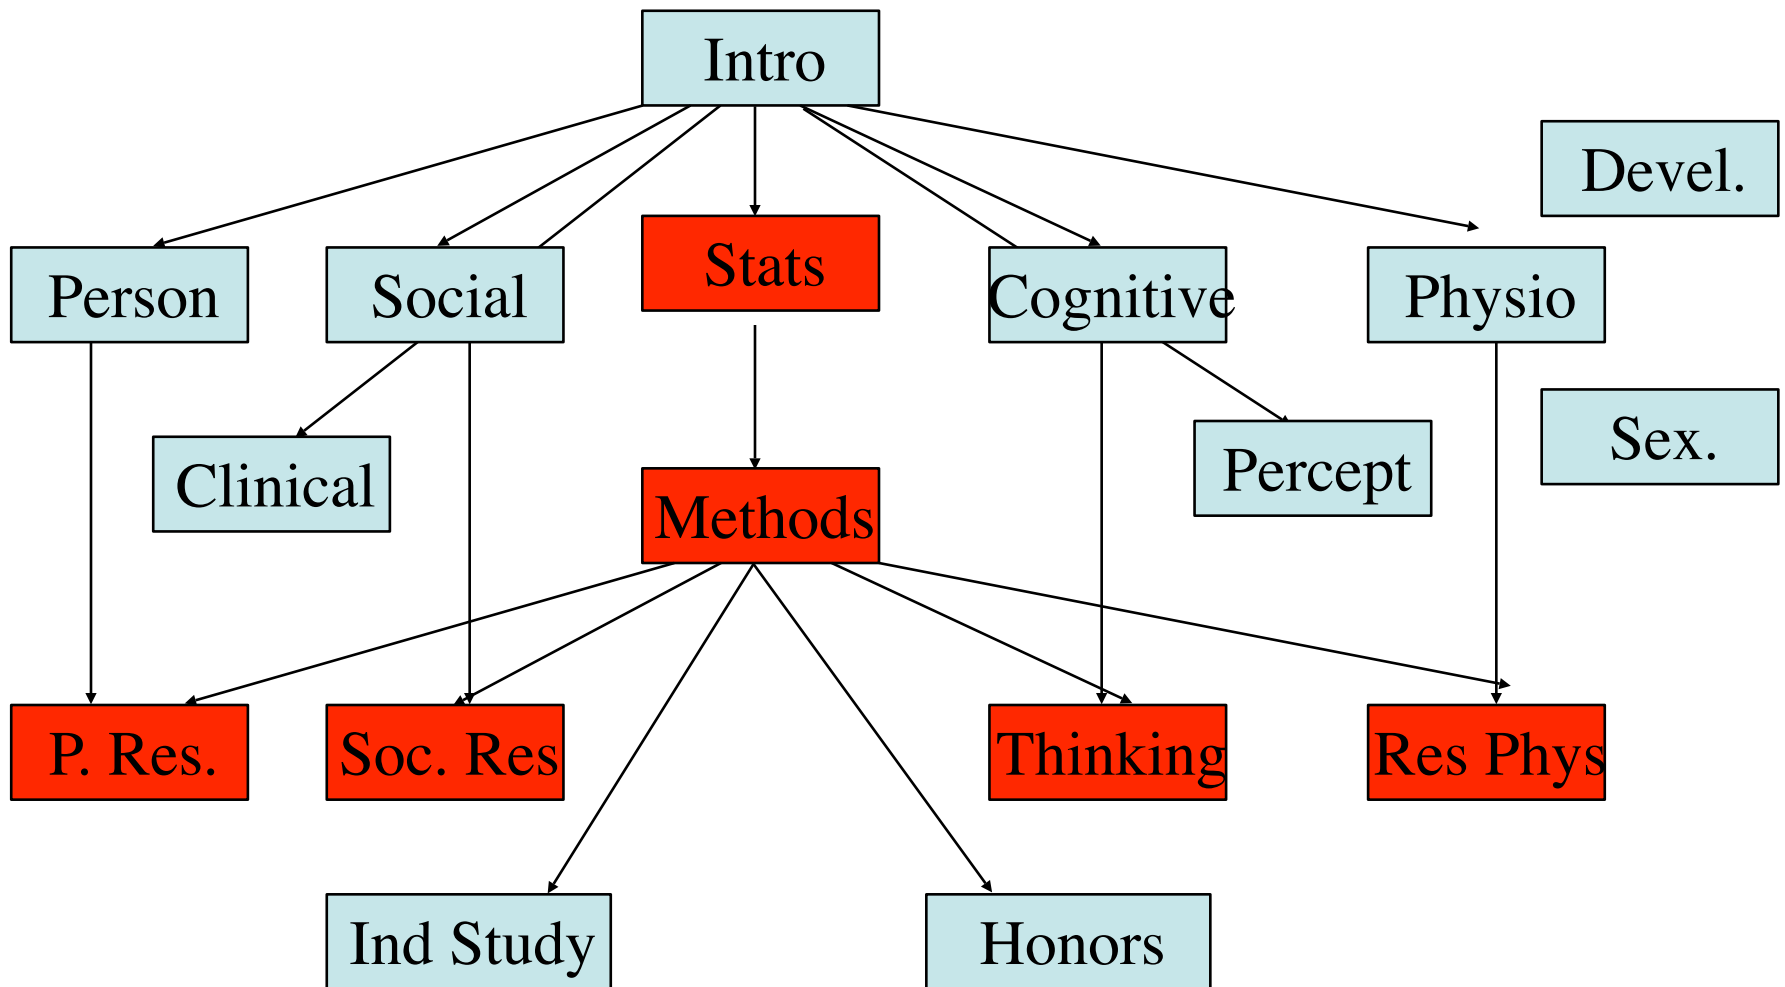 Intro
Devel.
Person
Social
Stats
Cognitive
Physio
Clinical
Methods
Percept
Sex.
P. Res.
Soc. Res
Thinking
Res Phys
Ind Study
Honors